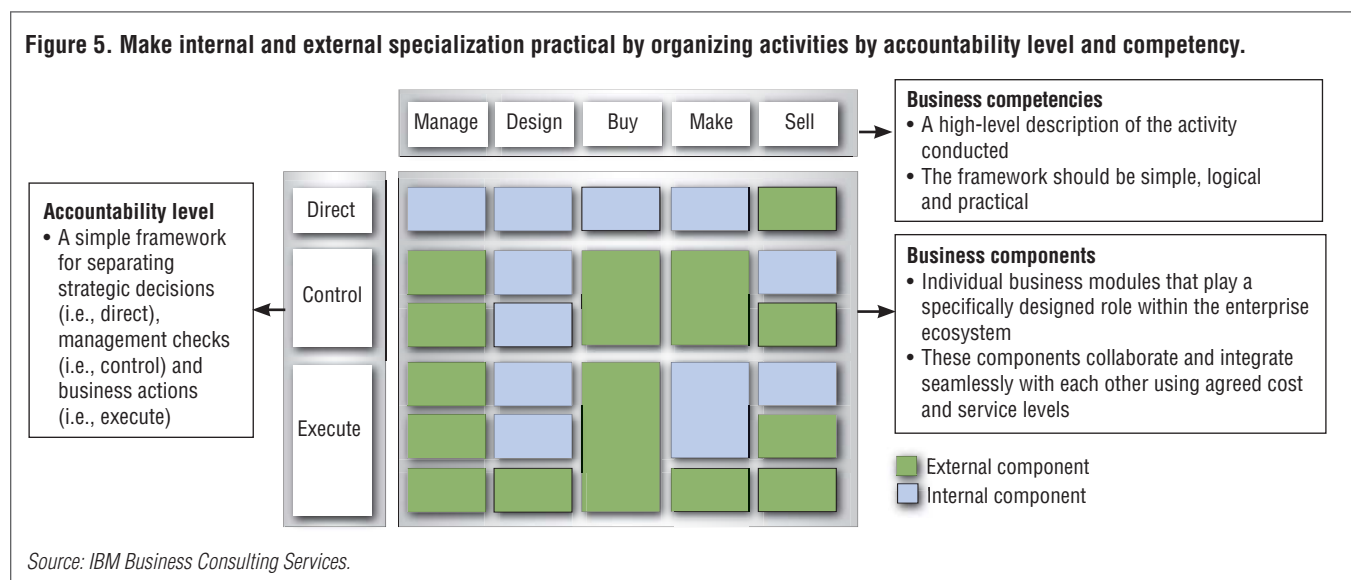 Figure 5. Make internal and external specialization practical by organizing activities by accountability level and competency.
Manage Design Buy Make Sell
Business competencies
• A high-level description of the activity
conducted
• The framework should be simple, logical
and practical
Accountability level
• A simple framework
for separating
strategic decisions
(i.e., direct),
management checks
(i.e., control) and
business actions
(i.e., execute)
Direct
Control
Execute
Business components
• Individual business modules that play a
specifically designed role within the enterprise
ecosystem
• These components collaborate and integrate
seamlessly with each other using agreed cost
and service levels
External component
Internal component
Source: IBM Business Consulting Services.